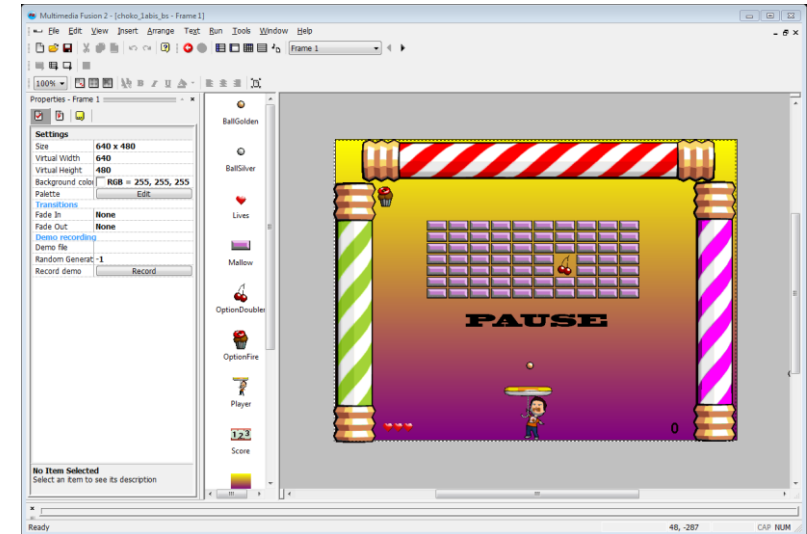 Multimedia Fusion 2 - [choko_1abis_bs - Frame 1]
File Edit View Insert Arrange Text Run Tools Window Help
Frame 1
100%
Properties - Frame 1
BallGolden
Settings
Size 640 x 480
Virtual Width 640
Virtual Height 480
Background color RGB = 255, 255, 255
Palette Edit
Transitions
Fade In None
Fade Out None
Demo recording
Demo file
Random Generat -1
Record demo Record
BallSilver
Lives
Mallow
OptionDoubler
OptionFire
Player
123
Score
PAUSE
0
No Item Selected
Select an item to see its description
Ready
48, -287 CAP NUM